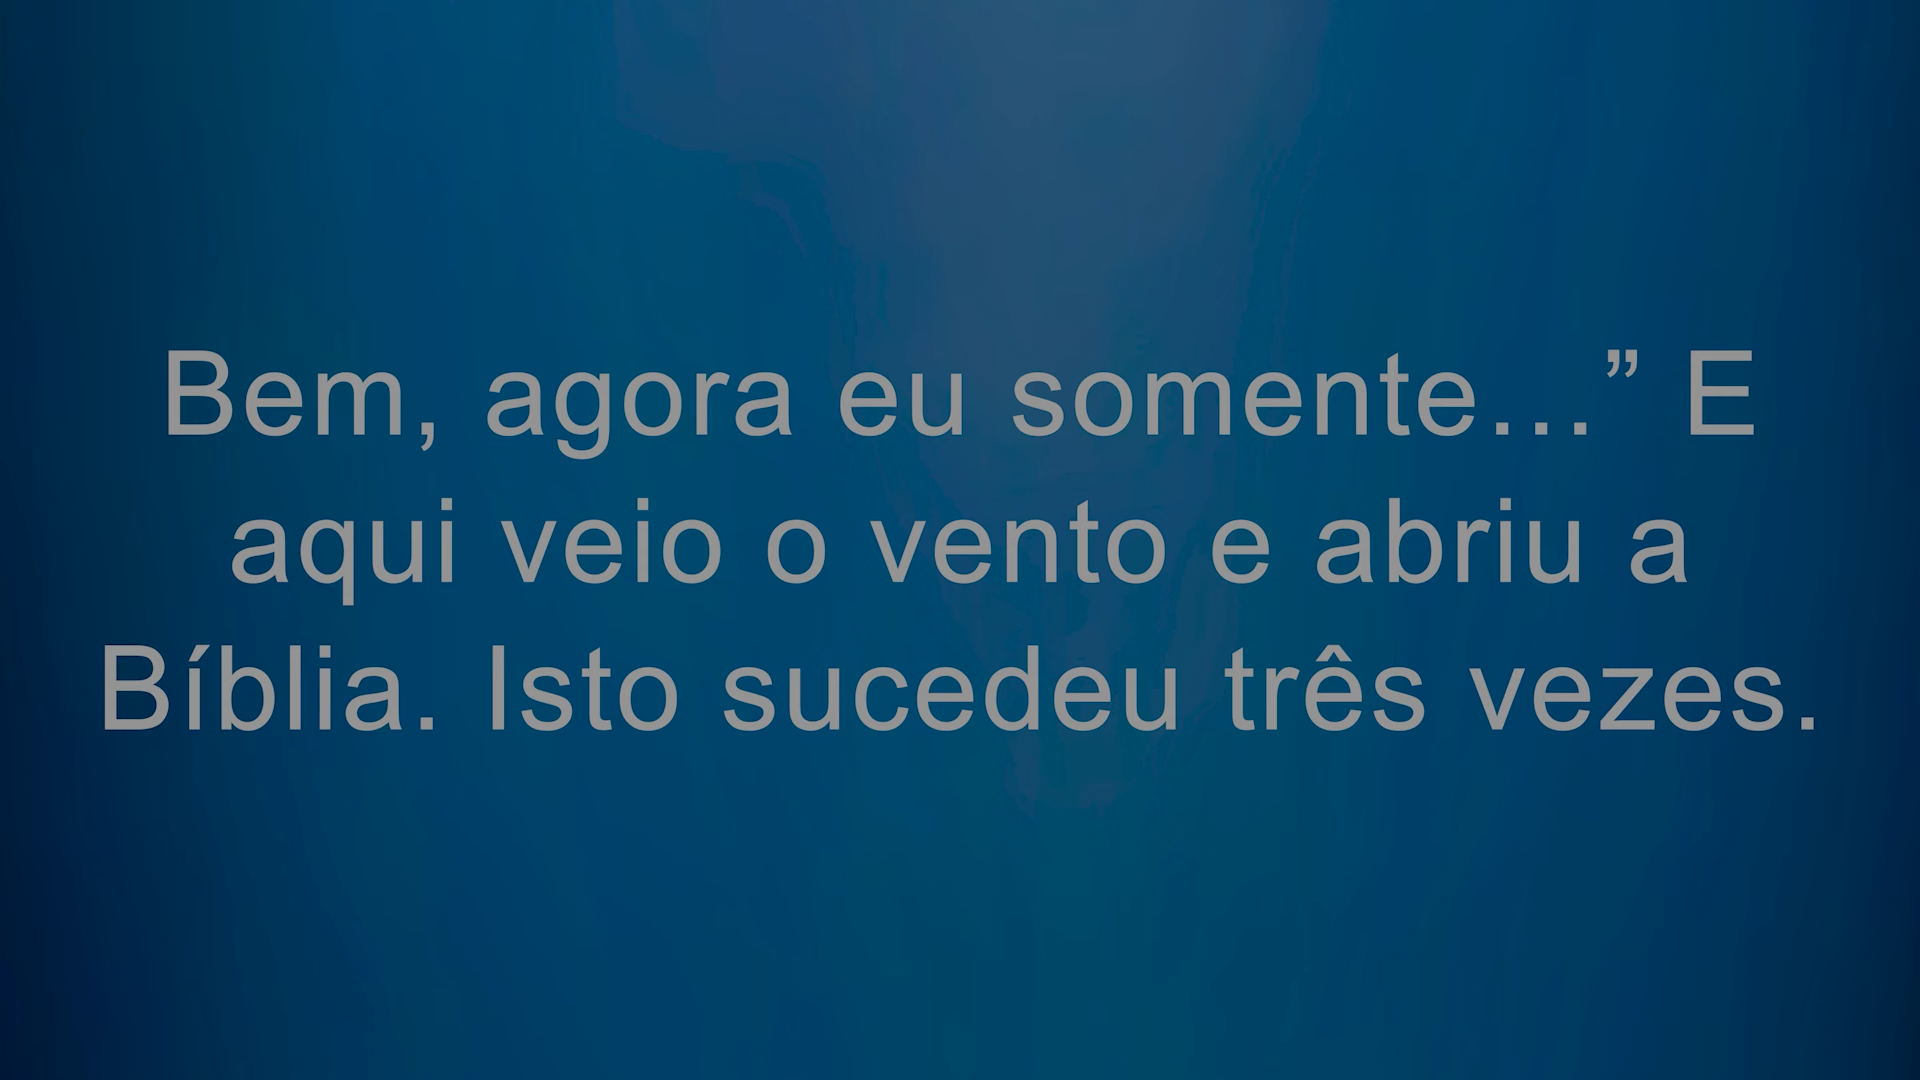 Bem, agora eu somente...” E
aqui veio o vento e abriu a
Bíblia. Isto sucedeu três vezes.